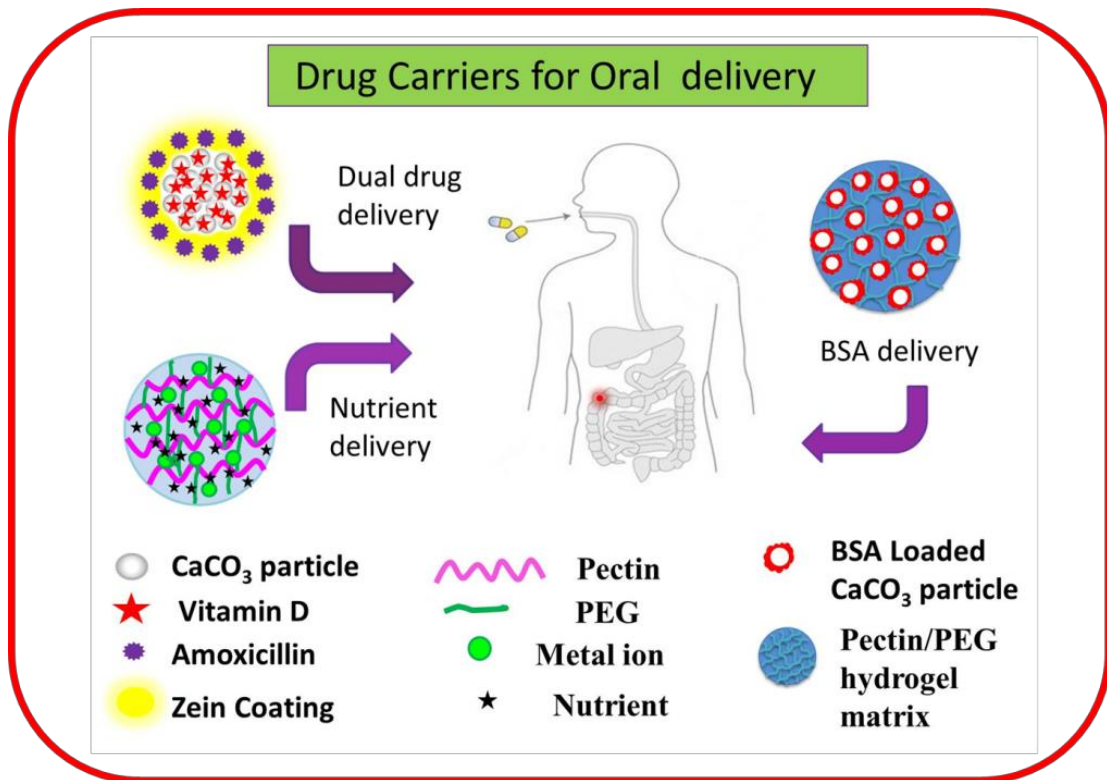 Drug Carriers for Oral delivery
Dual drug
delivery
BSA delivery
Nutrient
delivery
CaCO₃ particle
Vitamin D
Amoxicillin
Zein Coating
Pectin
PEG
Metal ion
Nutrient
BSA Loaded
CaCO₃ particle
Pectin/PEG
hydrogel
matrix